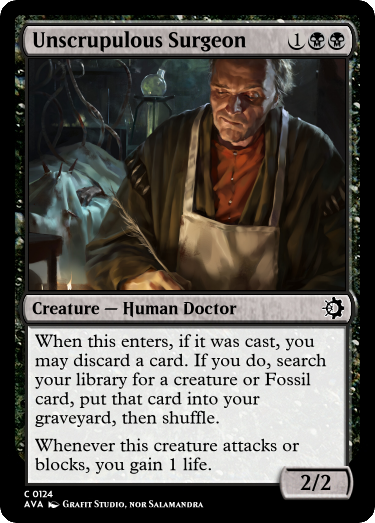 Unscrupulous Surgeon 1
Creature — Human Doctor
When this enters, if it was cast, you
may discard a card. If you do, search
your library for a creature or Fossil
card, put that card into your
graveyard, then shuffle.
Whenever this creature attacks or
blocks, you gain 1 life.
2/2
C 0124
AVA Grafit Studio, nor Salamandra